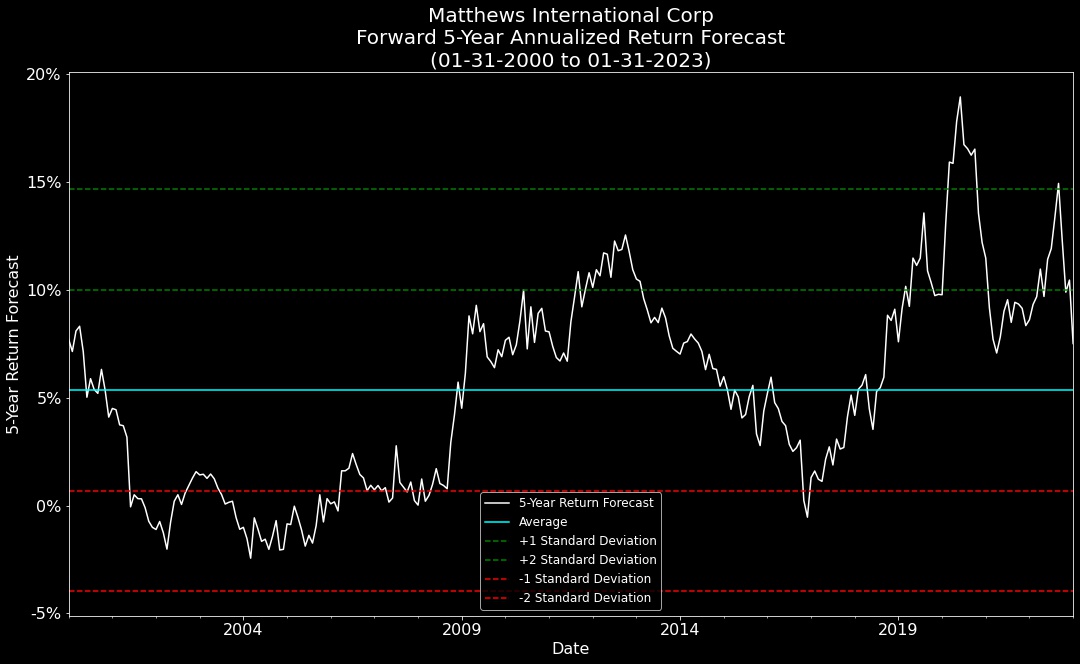 Matthews International Corp
Forward 5-Year Annualized Return Forecast
(01-31-2000 to 01-31-2023)
20%
15%
10%
5%
0%
-5%
5-Year Return Forecast
5-Year Return Forecast
Average
+1 Standard Deviation
+2 Standard Deviation
-1 Standard Deviation
-2 Standard Deviation
2004
2009
2014
2019
Date